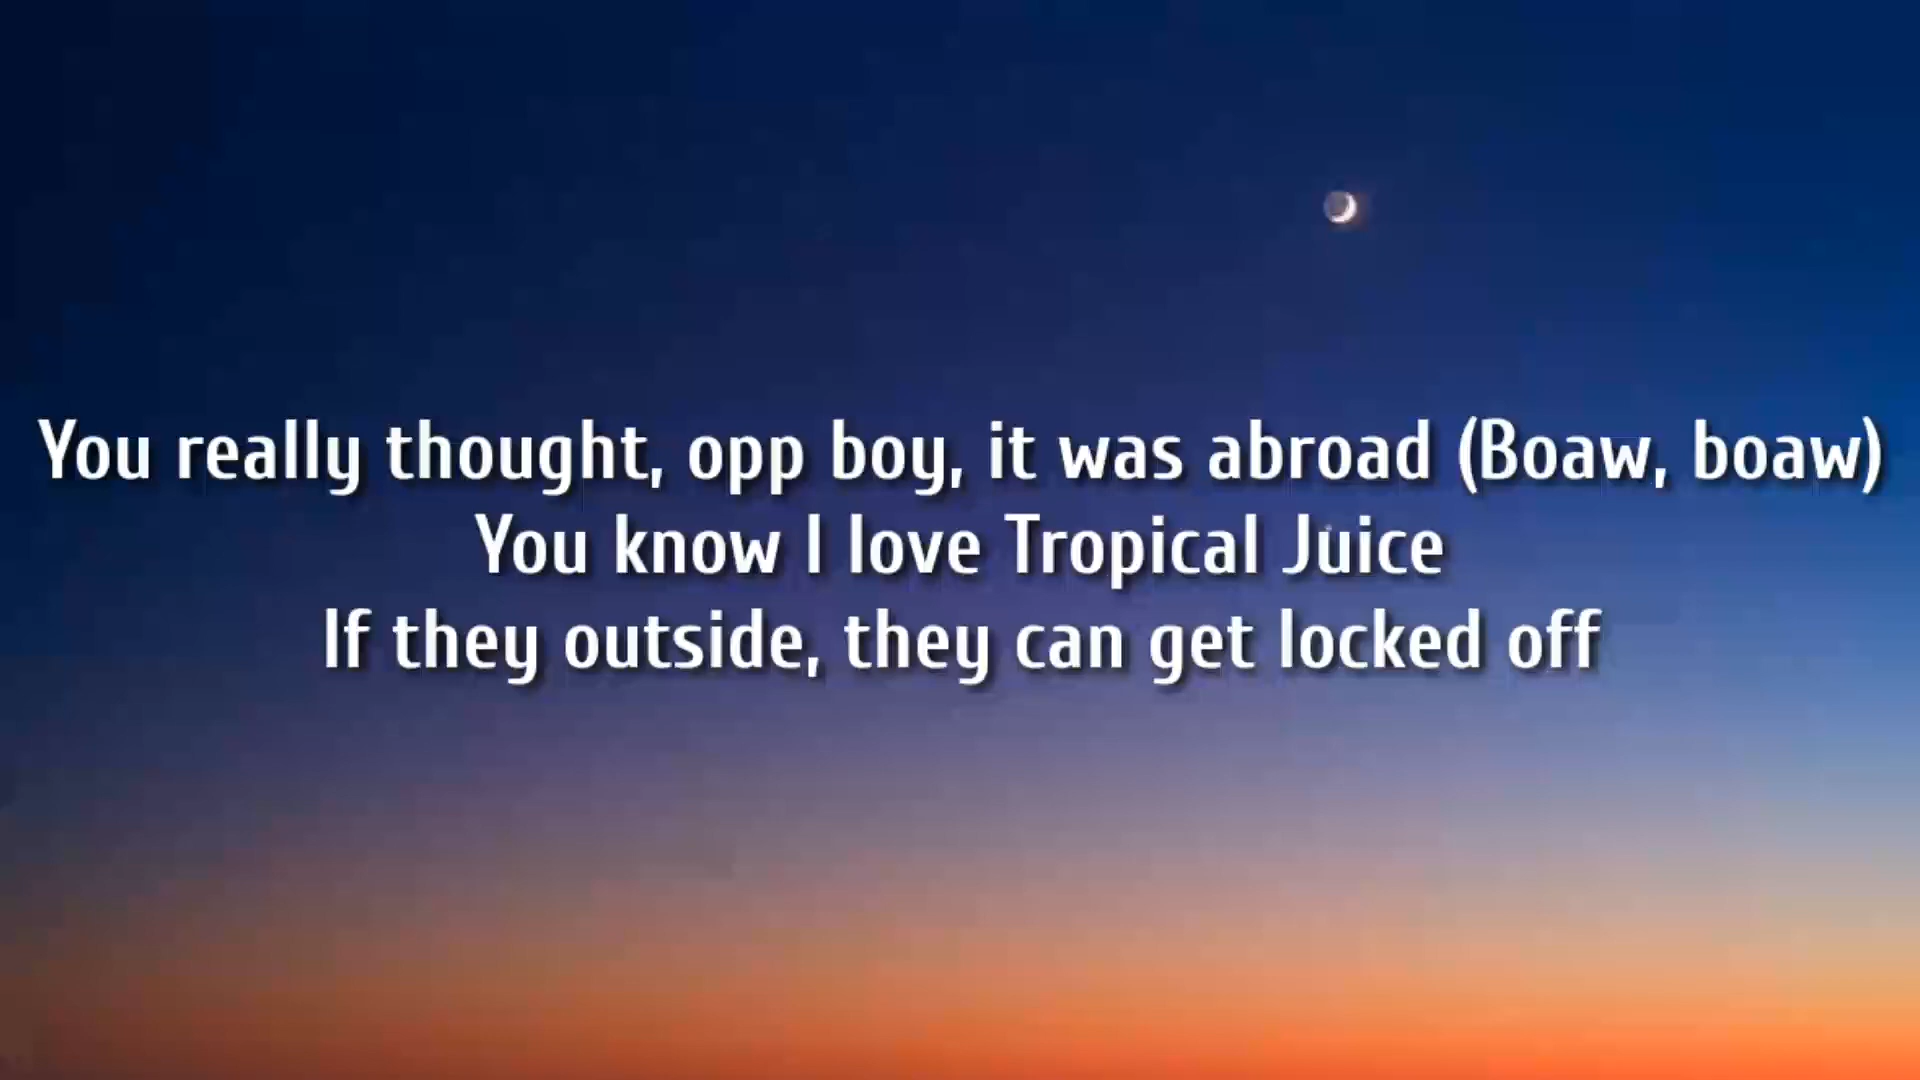 You really thought, opp boy, it was abroad (Boaw, boaw)
You know I love Tropical Juice
If they outside, they can get locked off